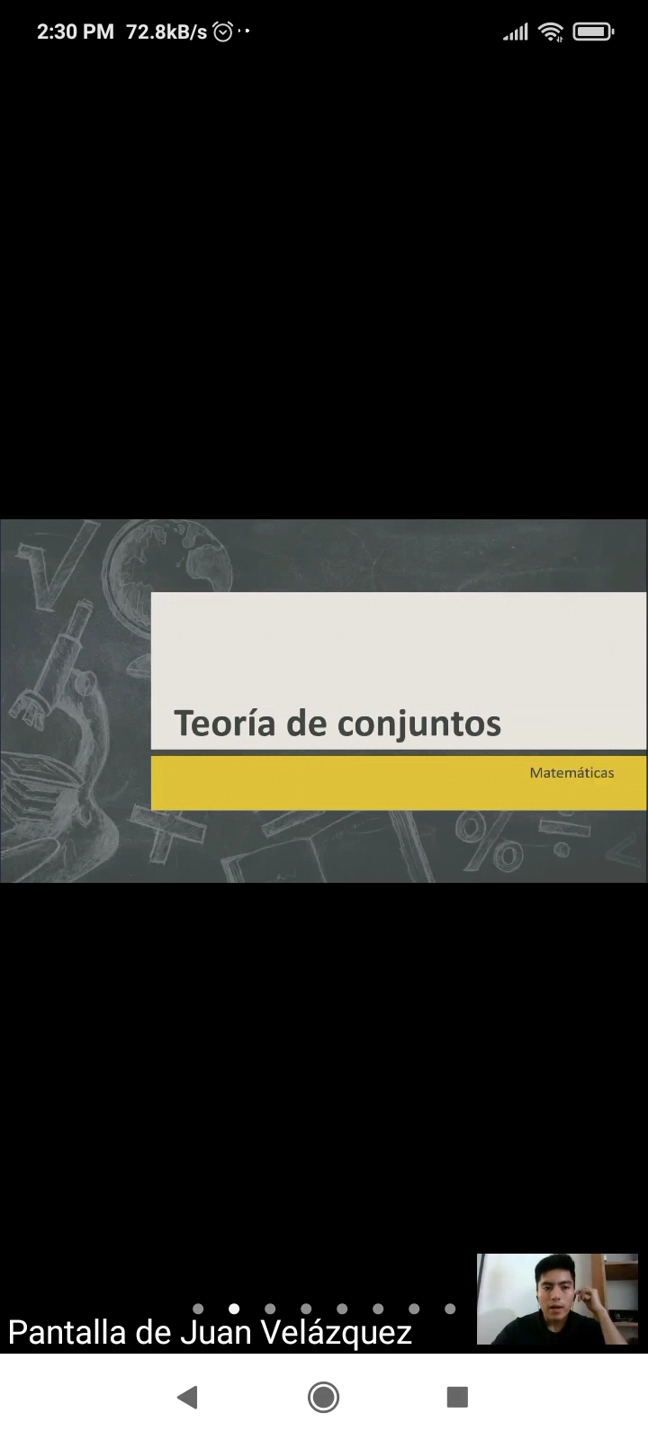 2:30 PM 72.8kB/s
Teoría de conjuntos
Matemáticas
Pantalla de Juan Velázquez